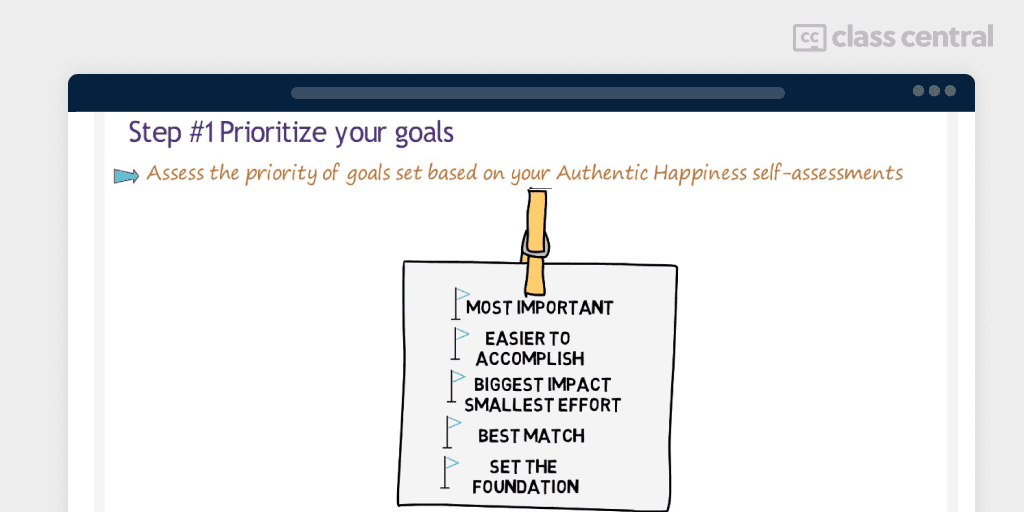 cc class central
Step #1 Prioritize your goals
Assess the priority of goals set based on your Authentic Happiness self-assessments
MOST IMPORTANT
EASIER TO
ACCOMPLISH
BIGGEST IMPACT
SMALLEST EFFORT
BEST MATCH
SET THE
FOUNDATION